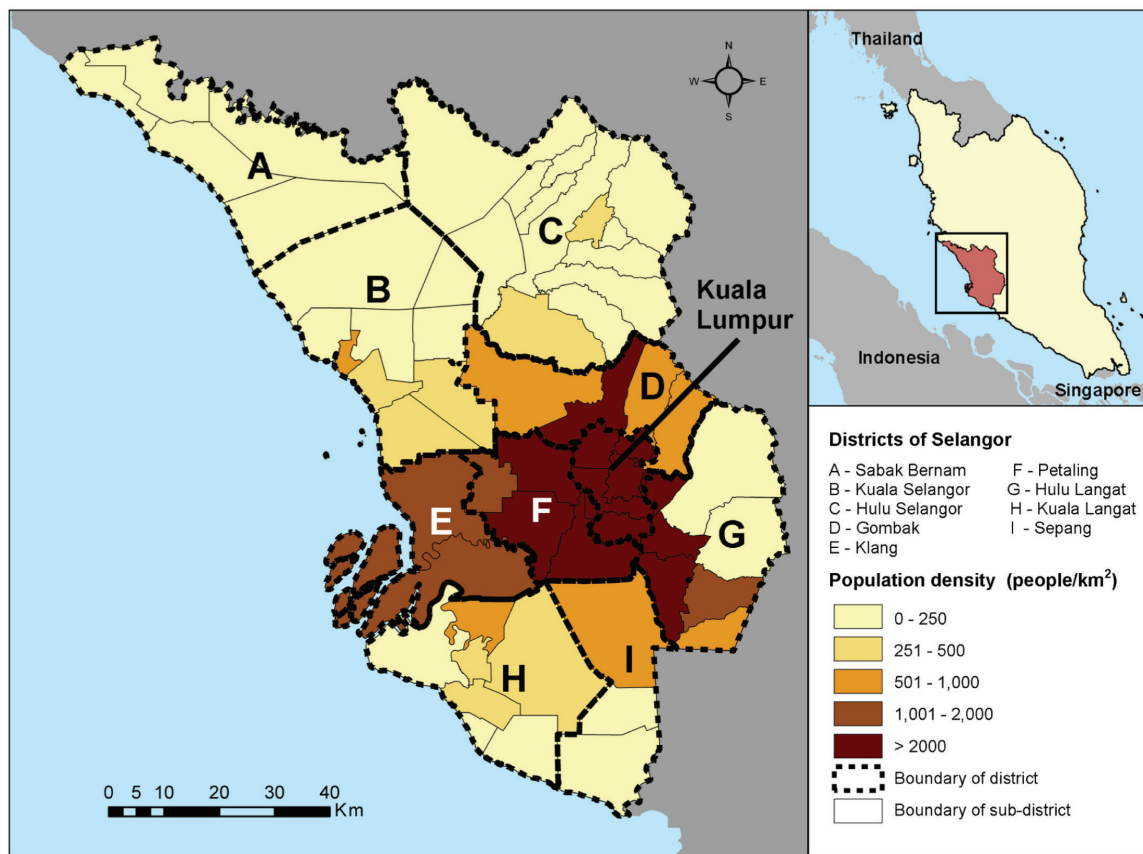 N
W
E
S
A
B
C
D
E
F
G
H
I
Kuala
Lumpur
0 5 10 20 30 40
Km
Thailand
Indonesia
Singapore
Districts of Selangor
A - Sabak Bernam
B - Kuala Selangor
C - Hulu Selangor
D - Gombak
E - Klang
F - Petaling
G - Hulu Langat
H - Kuala Langat
I - Sepang
Population density (people/km²)
0 - 250
251 - 500
501 - 1,000
1,001 - 2,000
> 2000
Boundary of district
Boundary of sub-district